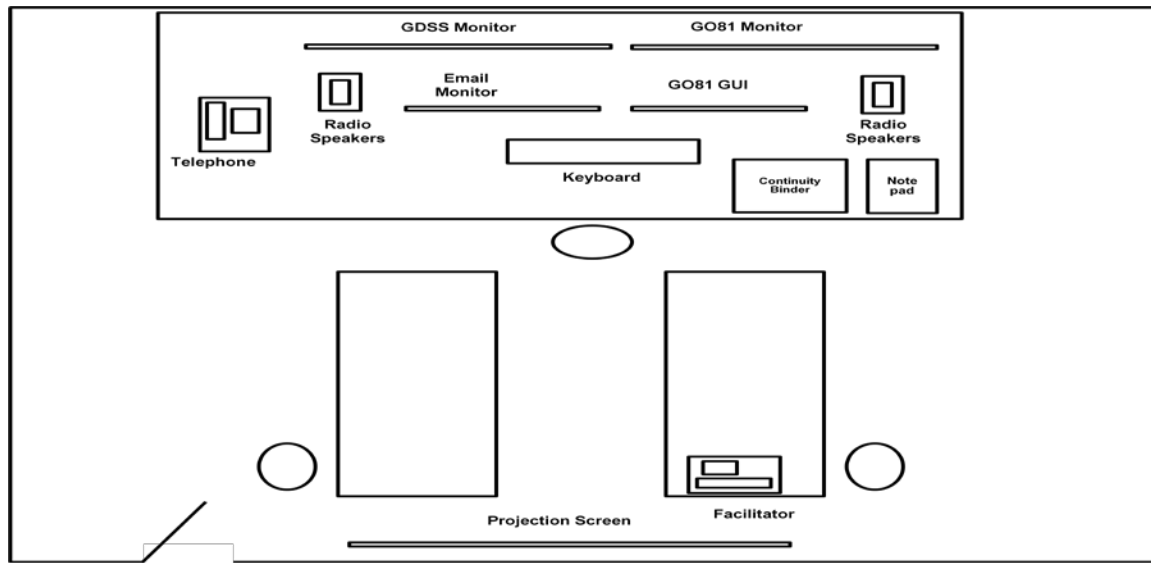 GDSS Monitor
GO81 Monitor
Email
Monitor
GO81 GUI
Radio
Speakers
Radio
Speakers
Telephone
Keyboard
Continuity
Binder
Note
pad
Facilitator
Projection Screen